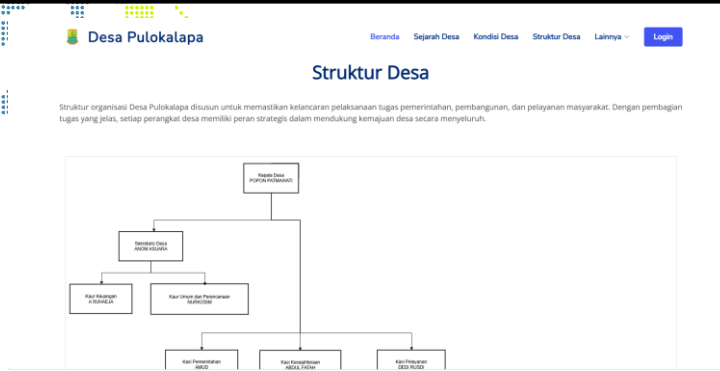 Desa Pulokalapa
Beranda Sejarah Desa Kondisi Desa Struktur Desa Lainnya Login
Struktur Desa
Struktur organisasi Desa Pulokalapa disusun untuk memastikan kelancaran pelaksanaan tugas pemerintahan, pembangunan, dan pelayanan masyarakat. Dengan pembagian
tugas yang jelas, setiap perangkat desa memiliki peran strategis dalam mendukung kemajuan desa secara menyeluruh.
Kepala Desa
POPON PATMAWATI
Sekretaris Desa
ANOM ASUARA
Kaur Keuangan
A SUHAEJA
Kaur Umum dan Perencanaan
NURKOSIM
Kasi Pemerintahan
AMUD
Kasi Kesejahteraan
ABDUL FATAH
Kasi Pelayanan
DEDI RUSDI